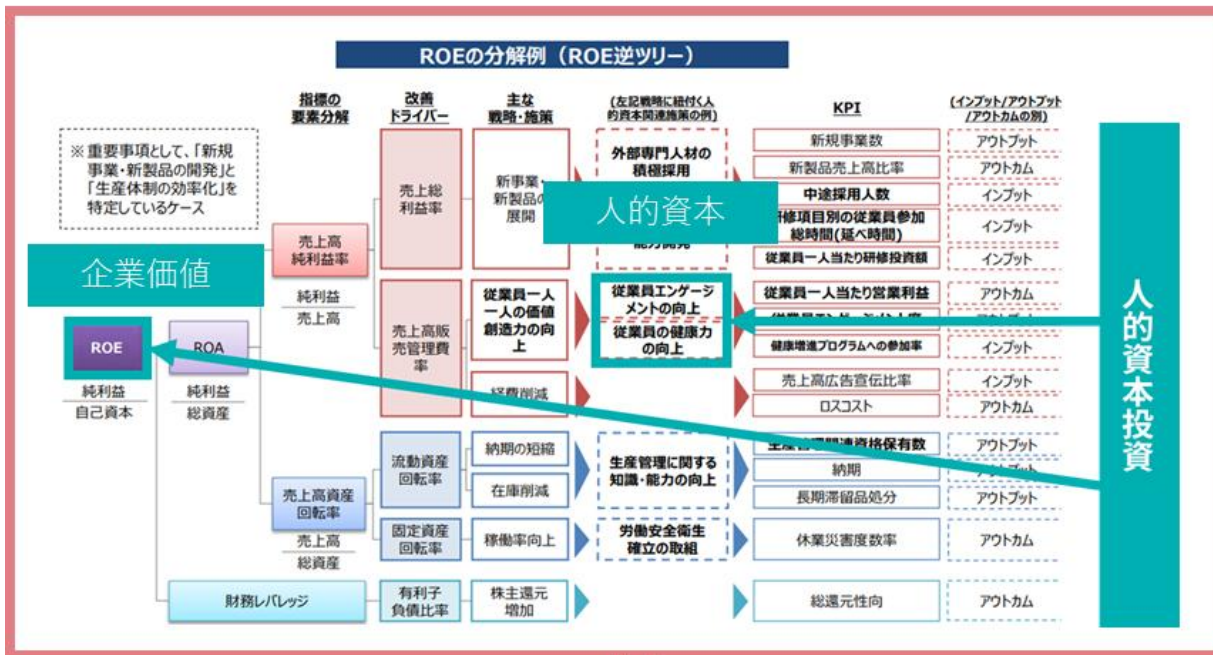 ROEの分解例（ROE逆ツリー）
指標の
要素分解
改善
ドライバー
主な
戦略・施策
(左記戦略に紐付く人
的資本関連施策の例)
KPI
(インプット/アウトプット
/アウトカムの別)
※重要事項として、「新規
事業・新製品の開発」と
「生産体制の効率化」を
特定しているケース
企業価値
ROE
純利益
自己資本
ROA
純利益
総資産
売上高
純利益率
純利益
売上高
売上高資産
回転率
売上高
総資産
財務レバレッジ
売上総
利益率
売上高販
売管理費
率
流動資産
回転率
固定資産
回転率
有利子
負債比率
新事業・
新製品の
展開
従業員一人
一人の価値
創造力の向
上
経費削減
納期の短縮
在庫削減
稼働率向上
株主還元
増加
外部専門人材の
積極採用
人的資本
能力開発
従業員エンゲージ
メントの向上
従業員の健康力
の向上
生産管理に関する
知識・能力の向上
労働安全衛生
確立の取組
新規事業数
アウトプット
新製品売上高比率
アウトカム
中途採用人数
インプット
研修項目別の従業員参加
総時間(延べ時間)
インプット
従業員一人当たり研修投資額
インプット
従業員一人当たり営業利益
アウトカム
健康増進プログラムへの参加率
インプット
売上高広告宣伝比率
インプット
ロスコスト
アウトカム
生産管理関連資格保有数
アウトプット
納期
長期滞留品処分
アウトプット
休業災害度数率
アウトカム
総還元性向
アウトカム
人的資本投資